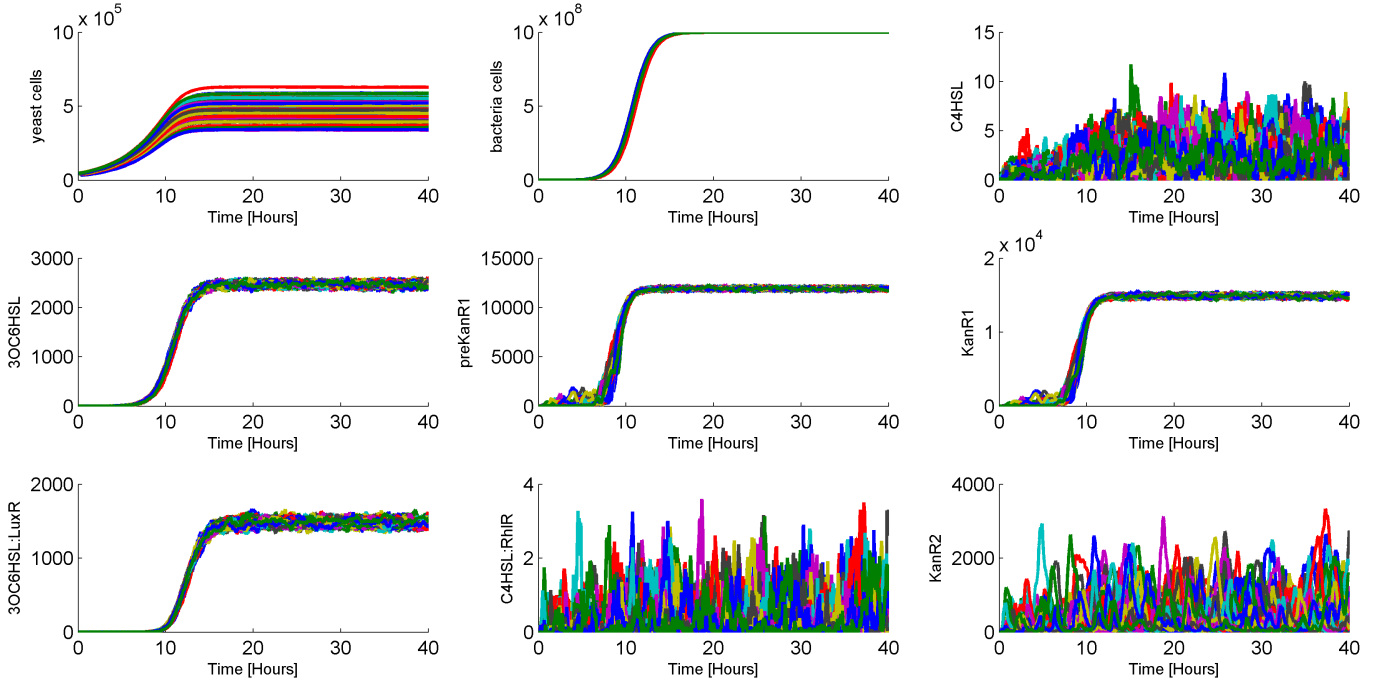 10 x 10^5
5
0
yeast cells
0 10 20 30 40
Time [Hours]
10 x 10^8
5
0
bacteria cells
0 10 20 30 40
Time [Hours]
15
10
5
0
C4HSL
0 10 20 30 40
Time [Hours]
3000
2000
1000
0
3OC6HSL
0 10 20 30 40
Time [Hours]
15000
10000
5000
0
preKanR1
0 10 20 30 40
Time [Hours]
2 x 10^4
1
0
KanR1
0 10 20 30 40
Time [Hours]
2000
1000
0
3OC6HSL:LuxR
0 10 20 30 40
Time [Hours]
4
2
0
C4HSL:RhlR
0 10 20 30 40
Time [Hours]
4000
2000
0
KanR2
0 10 20 30 40
Time [Hours]